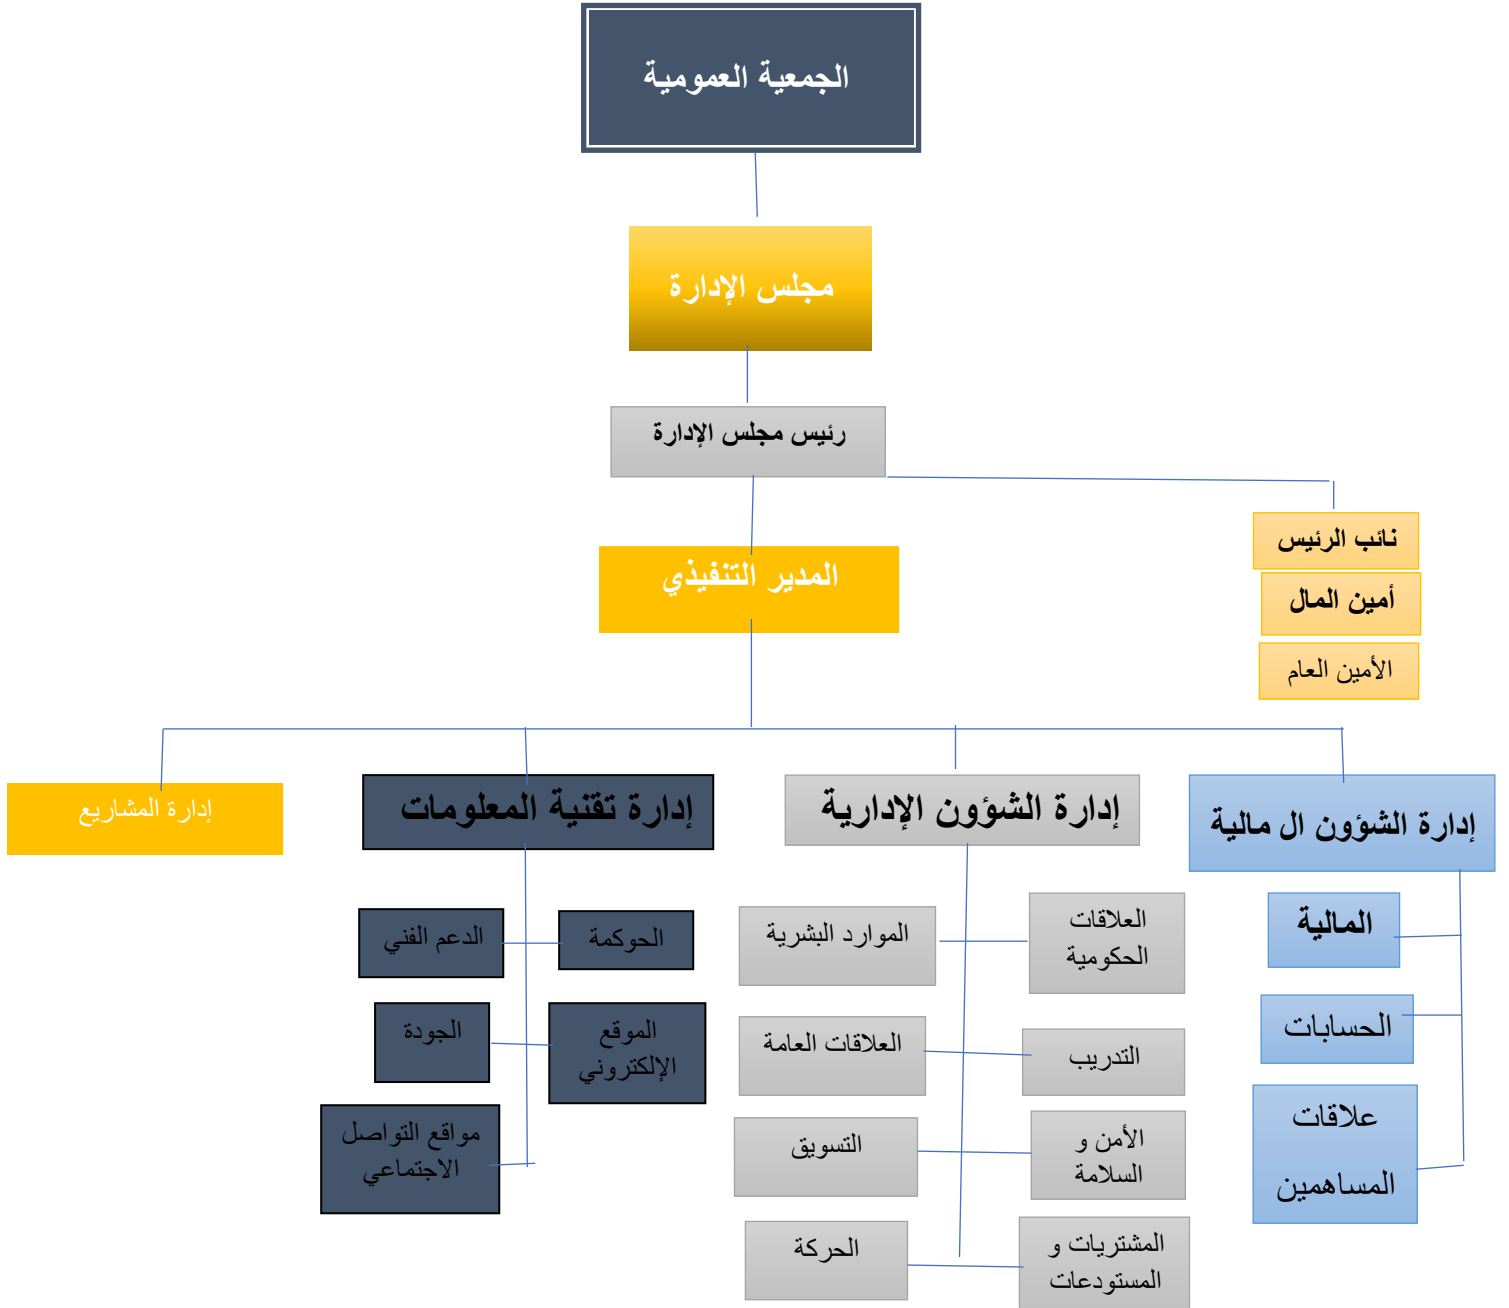 الجمعية العمومية
مجلس الإدارة
رئيس مجلس الإدارة
نائب الرئيس
المدير التنفيذي
أمين المال
الأمين العام
إدارة الشؤون ال مالية
إدارة الشؤون الإدارية
إدارة تقنية المعلومات
إدارة المشاريع
المالية
الحسابات
علاقات
المساهمين
العلاقات
الحكومية
الموارد البشرية
التدريب
العلاقات العامة
الأمن و
السلامة
التسويق
المشتريات و
المستودعات
الحركة
الحوكمة
الدعم الفني
الموقع
الإلكتروني
الجودة
مواقع التواصل
الاجتماعي